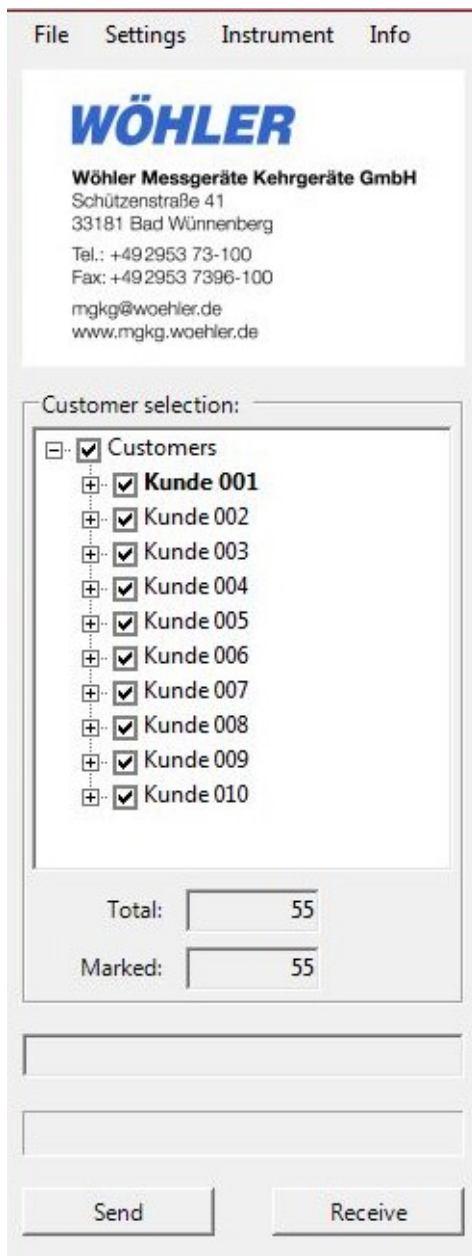 File Settings Instrument Info
WÖHLER
Wöhler Messgeräte Kehrgeräte GmbH
Schützenstraße 41
33181 Bad Wünnenberg
Tel.: +49 2953 73-100
Fax: +49 2953 7396-100
mgkg@woehler.de
www.mgkg.woehler.de
Customer selection:
Customers
Kunde 001
Kunde 002
Kunde 003
Kunde 004
Kunde 005
Kunde 006
Kunde 007
Kunde 008
Kunde 009
Kunde 010
Total: 55
Marked: 55
Send Receive